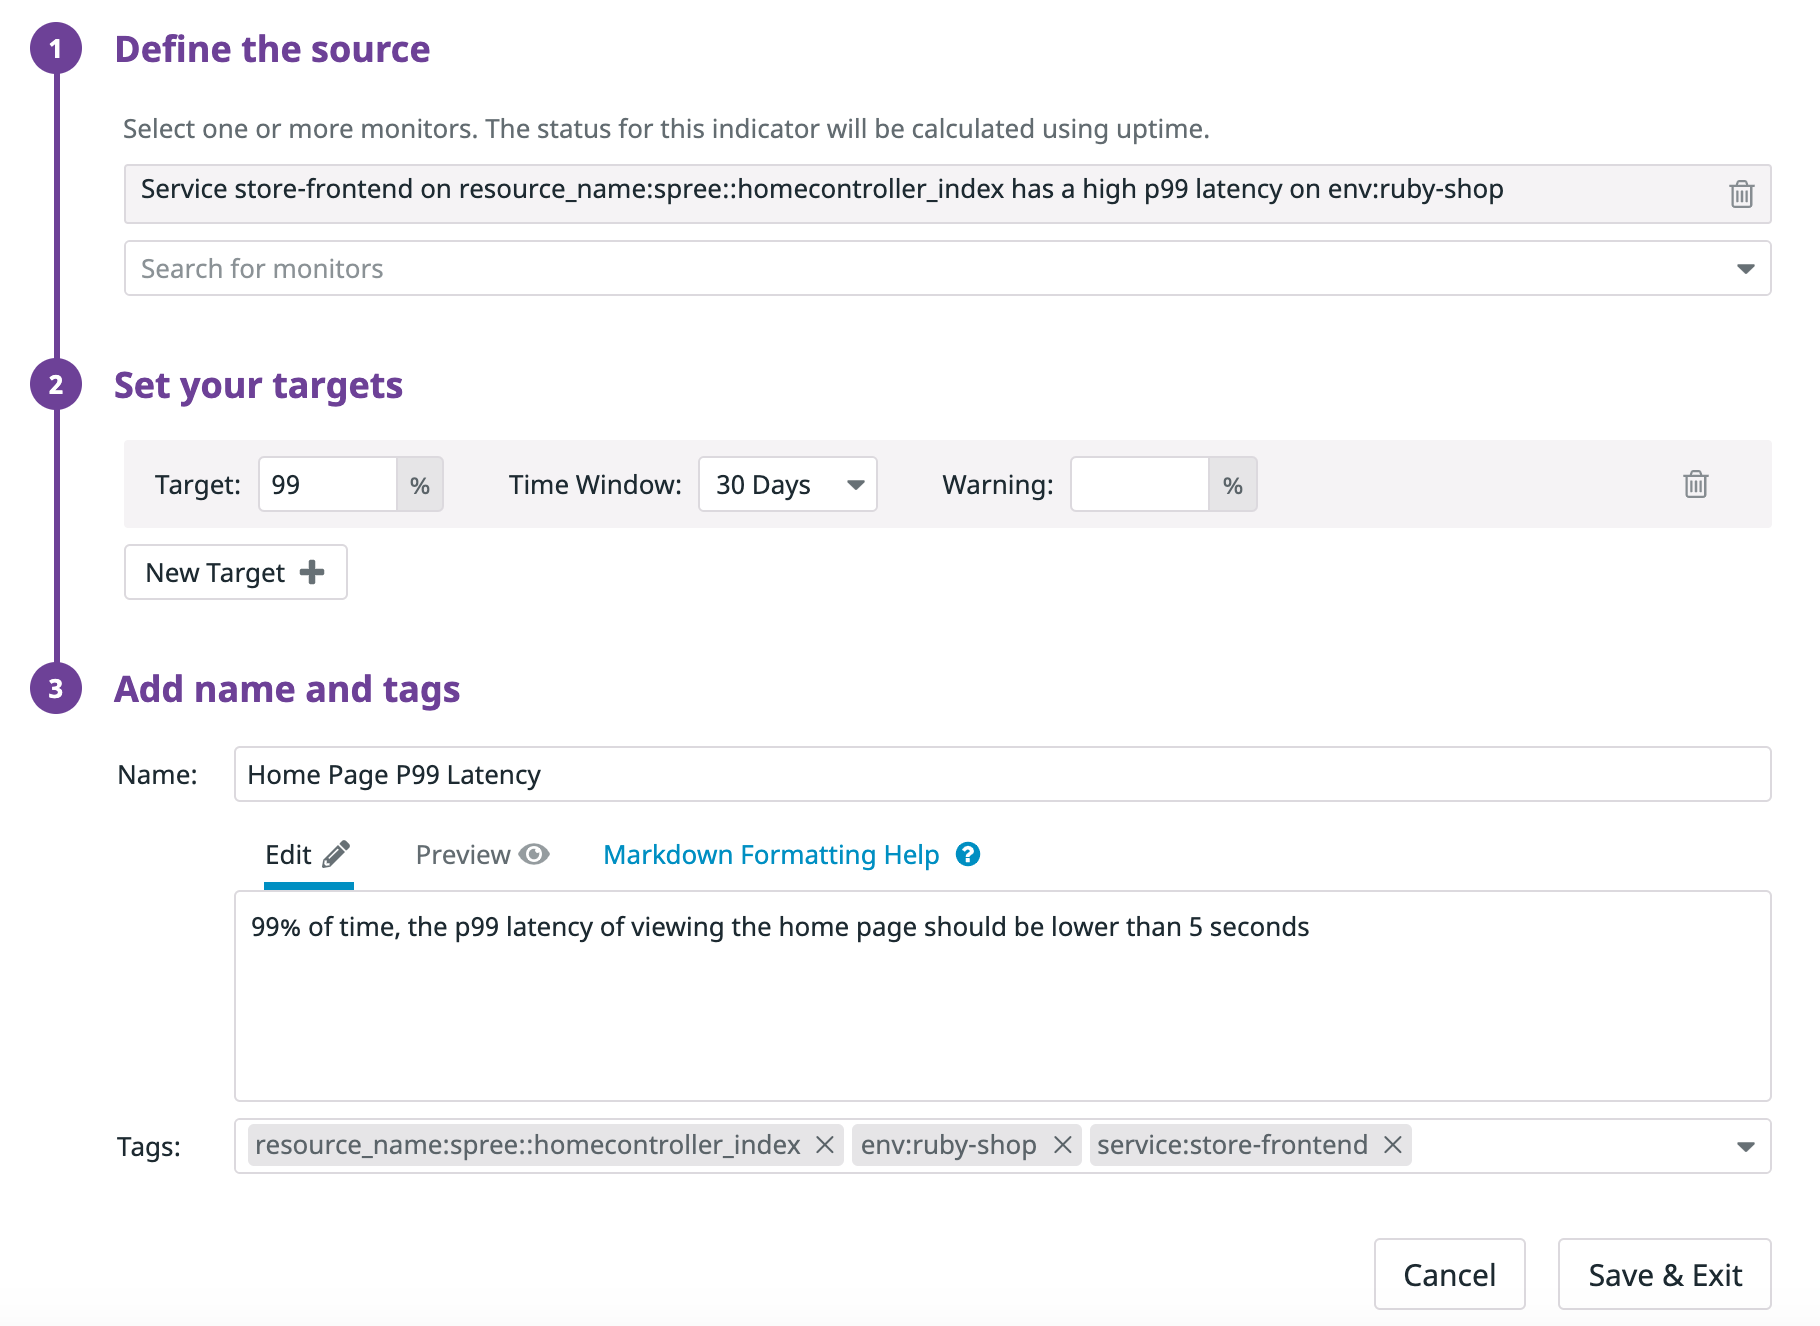 1 Define the source
Select one or more monitors. The status for this indicator will be calculated using uptime.
Service store-frontend on resource_name:spree::homecontroller_index has a high p99 latency on env:ruby-shop
Search for monitors
2 Set your targets
Target: 99 % Time Window: 30 Days Warning: %
New Target
3 Add name and tags
Name: Home Page P99 Latency
Edit Preview Markdown Formatting Help ?
99% of time, the p99 latency of viewing the home page should be lower than 5 seconds
Tags: resource_name:spree::homecontroller_index env:ruby-shop service:store-frontend
Cancel Save & Exit